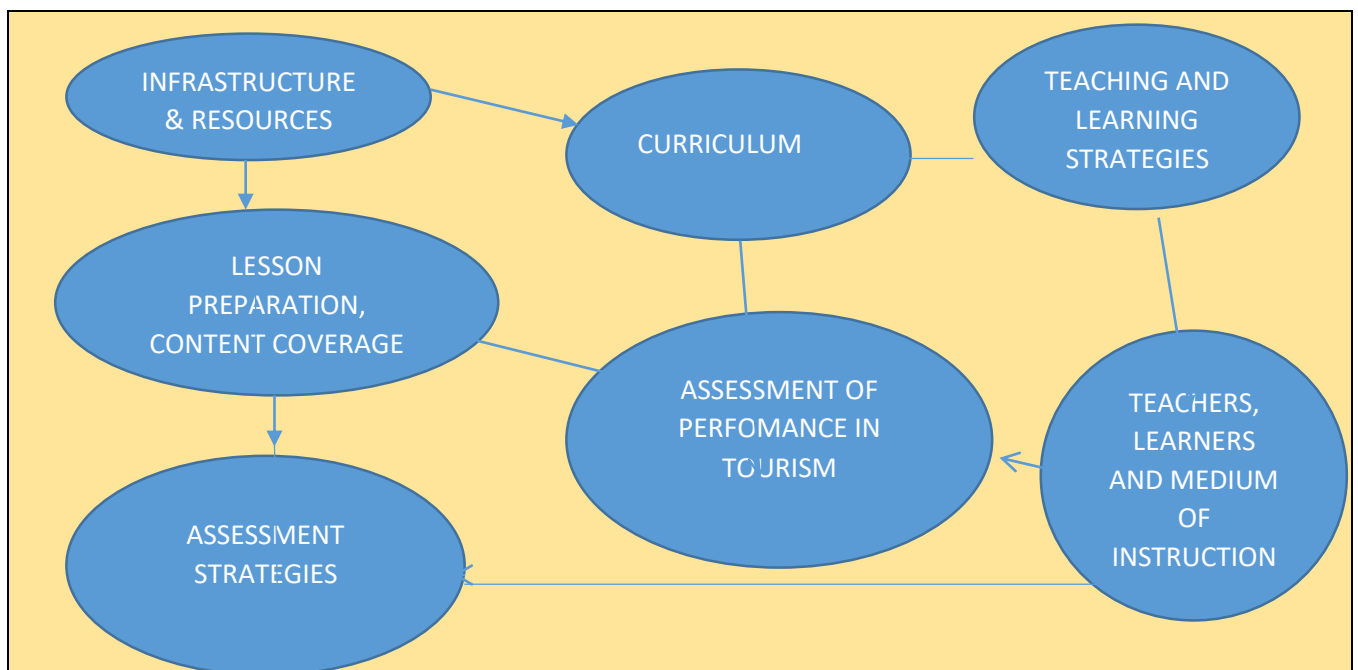 INFRASTRUCTURE
& RESOURCES
CURRICULUM
TEACHING AND
LEARNING
STRATEGIES
LESSON
PREPARATION,
CONTENT COVERAGE
ASSESSMENT OF
PERFOMANCE IN
TOURISM
TEACHERS,
LEARNERS
AND MEDIUM
OF
INSTRUCTION
ASSESSMENT
STRATEGIES